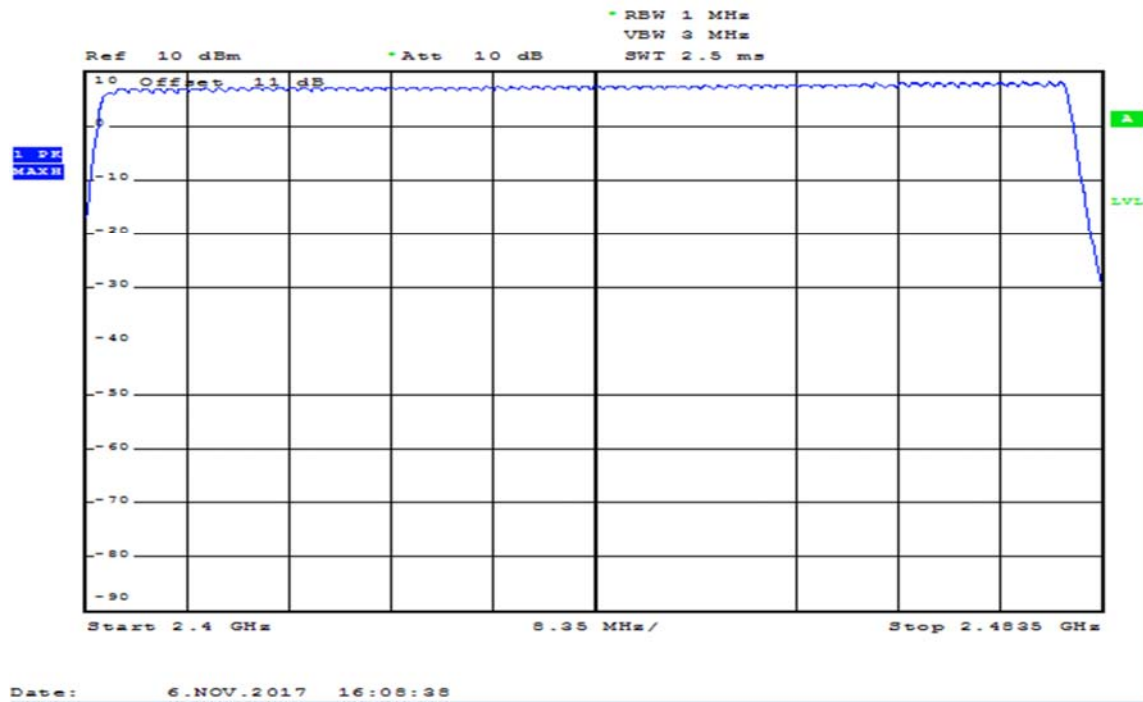 * RBW 1 MHz
VBW 3 MHz
Ref 10 dBm * Att 10 dB SWT 2.5 ms
10 Offset 11 dB
0
A
1 PK
MAXH
-10
LVL
-20
-30
-40
-50
-60
-70
-80
-90
Start 2.4 GHz 8.35 MHz/ Stop 2.4835 GHz
Date: 6.NOV.2017 16:08:38